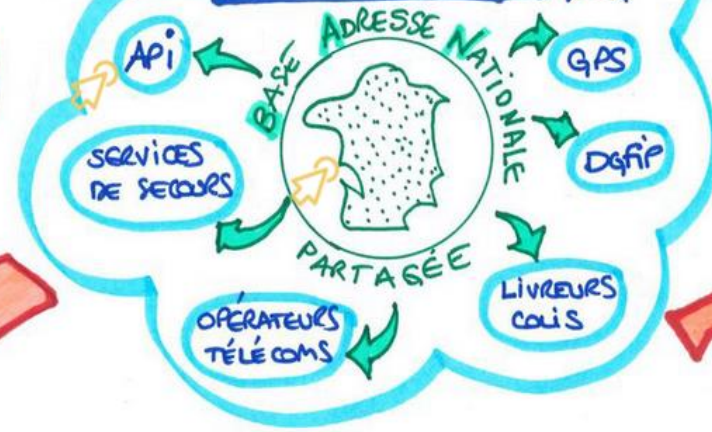 BASE ADRESSE NATIONALE
PARTAGÉE
API
GPS
SERVICES
DE SECOURS
DGFIP
OPÉRATEURS
TÉLÉCOMS
LIVREURS
COLIS